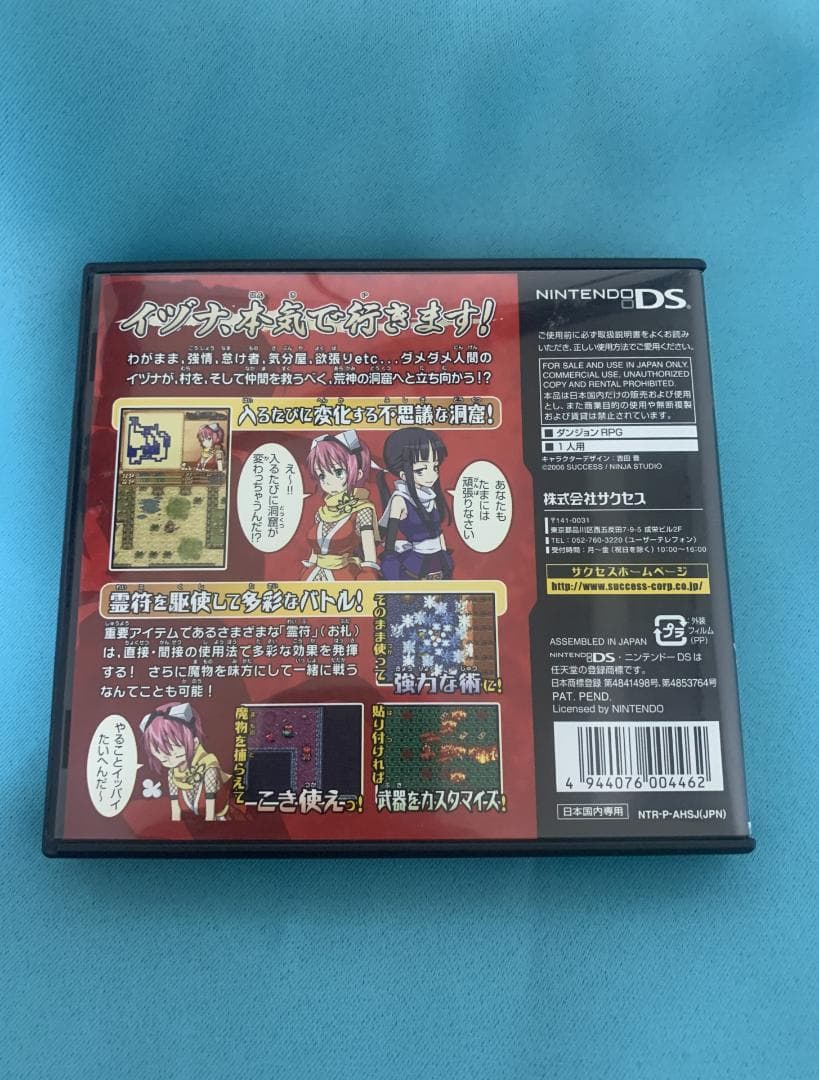 イヅナ、本気で行きます!
わがまま、強情、怠け者、気分屋、欲張りetc...ダメダメ人間の
イヅナが、村を、そして仲間を救うべく、荒神の洞窟へと立ち向かう!?
入るたびに変化する不思議な洞窟!
え〜!!
入るたびに洞窟が
変わっちゃうんだ!?
あなたも
たまには
頑張りなさい
霊符を駆使して多彩なバトル!
重要アイテムであるさまざまな「霊符」(お札)
は、直接・間接の使用法で多彩な効果を発揮
する! さらに魔物を味方にして一緒に戦う
なんてことも可能!
そのまま使って
強力な術に!
やることイッパイ
たいへんだ〜
魔物を捕らえて
こき使えっ!
貼り付ければ
武器をカスタマイズ!
NINTENDO DS
ご使用前に必ず取扱説明書をよくお読み
いただき、正しい使用方法でご愛用ください。
FOR SALE AND USE IN JAPAN ONLY.
COMMERCIAL USE, UNAUTHORIZED
COPY AND RENTAL PROHIBITED.
本品は日本国内だけの販売および使用
とし、また商業目的の使用や無断複製
および賃貸は禁止されています。
ダンジョンRPG
1人用
キャラクターデザイン:吉田 音
©2006 SUCCESS / NINJA STUDIO
株式会社サクセス
〒141-0031
東京都品川区西五反田7-9-5 成栄ビル2F
TEL: 052-760-3220 (ユーザーテレフォン)
受付時間:月〜金(祝日を除く)10:00〜16:00
サクセスホームページ
http://www.success-corp.co.jp/
プラ
外装
フィルム
(PP)
ASSEMBLED IN JAPAN
NINTENDO DS・ニンテンドーDSは
任天堂の登録商標です。
日本商標登録 第4841498号、第4853764号
PAT. PEND.
Licensed by NINTENDO
4 944076 004462
日本国内専用
NTR-P-AHSJ(JPN)